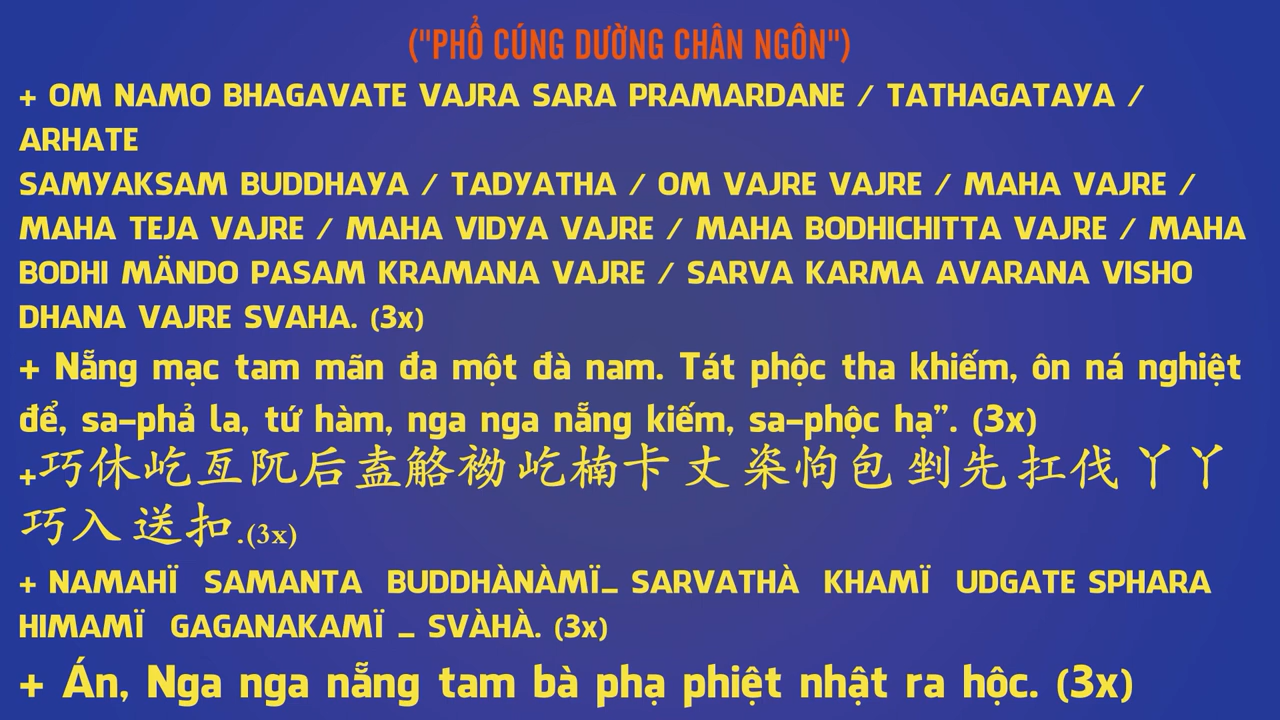 ("PHỔ CÚNG DƯỜNG CHÂN NGÔN")
+ OM NAMO BHAGAVATE VAJRA SARA PRAMARDANE / TATHAGATAYA /
ARHATE
SAMYAKSAM BUDDHAYA / TADYATHA / OM VAJRE VAJRE / MAHA VAJRE /
MAHA TEJA VAJRE / MAHA VIDYA VAJRE / MAHA BODHICHITTA VAJRE / MAHA
BODHI MÄNDO PASAM KRAMANA VAJRE / SARVA KARMA AVARANA VISHO
DHANA VAJRE SVAHA. (3x)
+ Nẵng mạc tam mãn đa một đà nam. Tát phộc tha khiếm, ôn ná nghiệt
để, sa-phả la, tứ hàm, nga nga nẵng kiếm, sa-phộc hạ”. (3x)
+巧休屹亙阢后盍觡袎 屹楠卡 丈 桼怐包 剉先 扛伐 丫丫
巧入 送扣.(3x)
+ NAMAHÏ SAMANTA BUDDHÀNÀMÏ_ SARVATHÀ KHAMÏ UDGATE SPHARA
HIMAMÏ GAGANAKAMÏ _ SVÀHÀ. (3x)
+ Án, Nga nga nẵng tam bà phạ phiệt nhật ra hộc. (3x)